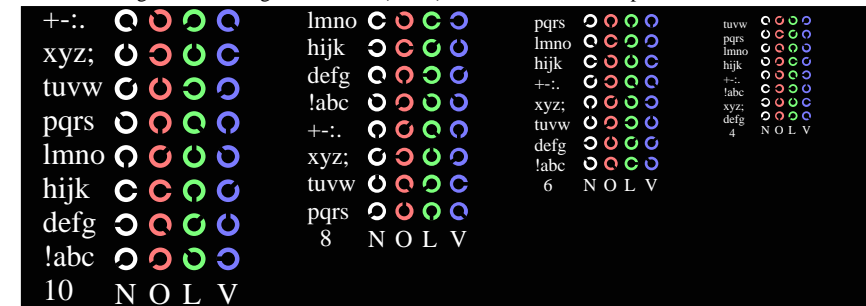 +-:.
xyz;
tuvw
pqrs
lmno
hijk
defg
!abc
10 N O L V
lmno
hijk
defg
!abc
+-:.
xyz;
tuvw
pqrs
8 N O L V
pqrs
lmno
hijk
+-:.
xyz;
tuvw
defg
!abc
6 N O L V
tuvw
pqrs
lmno
hijk
+-:.
!abc
xyz;
defg
4 N O L V